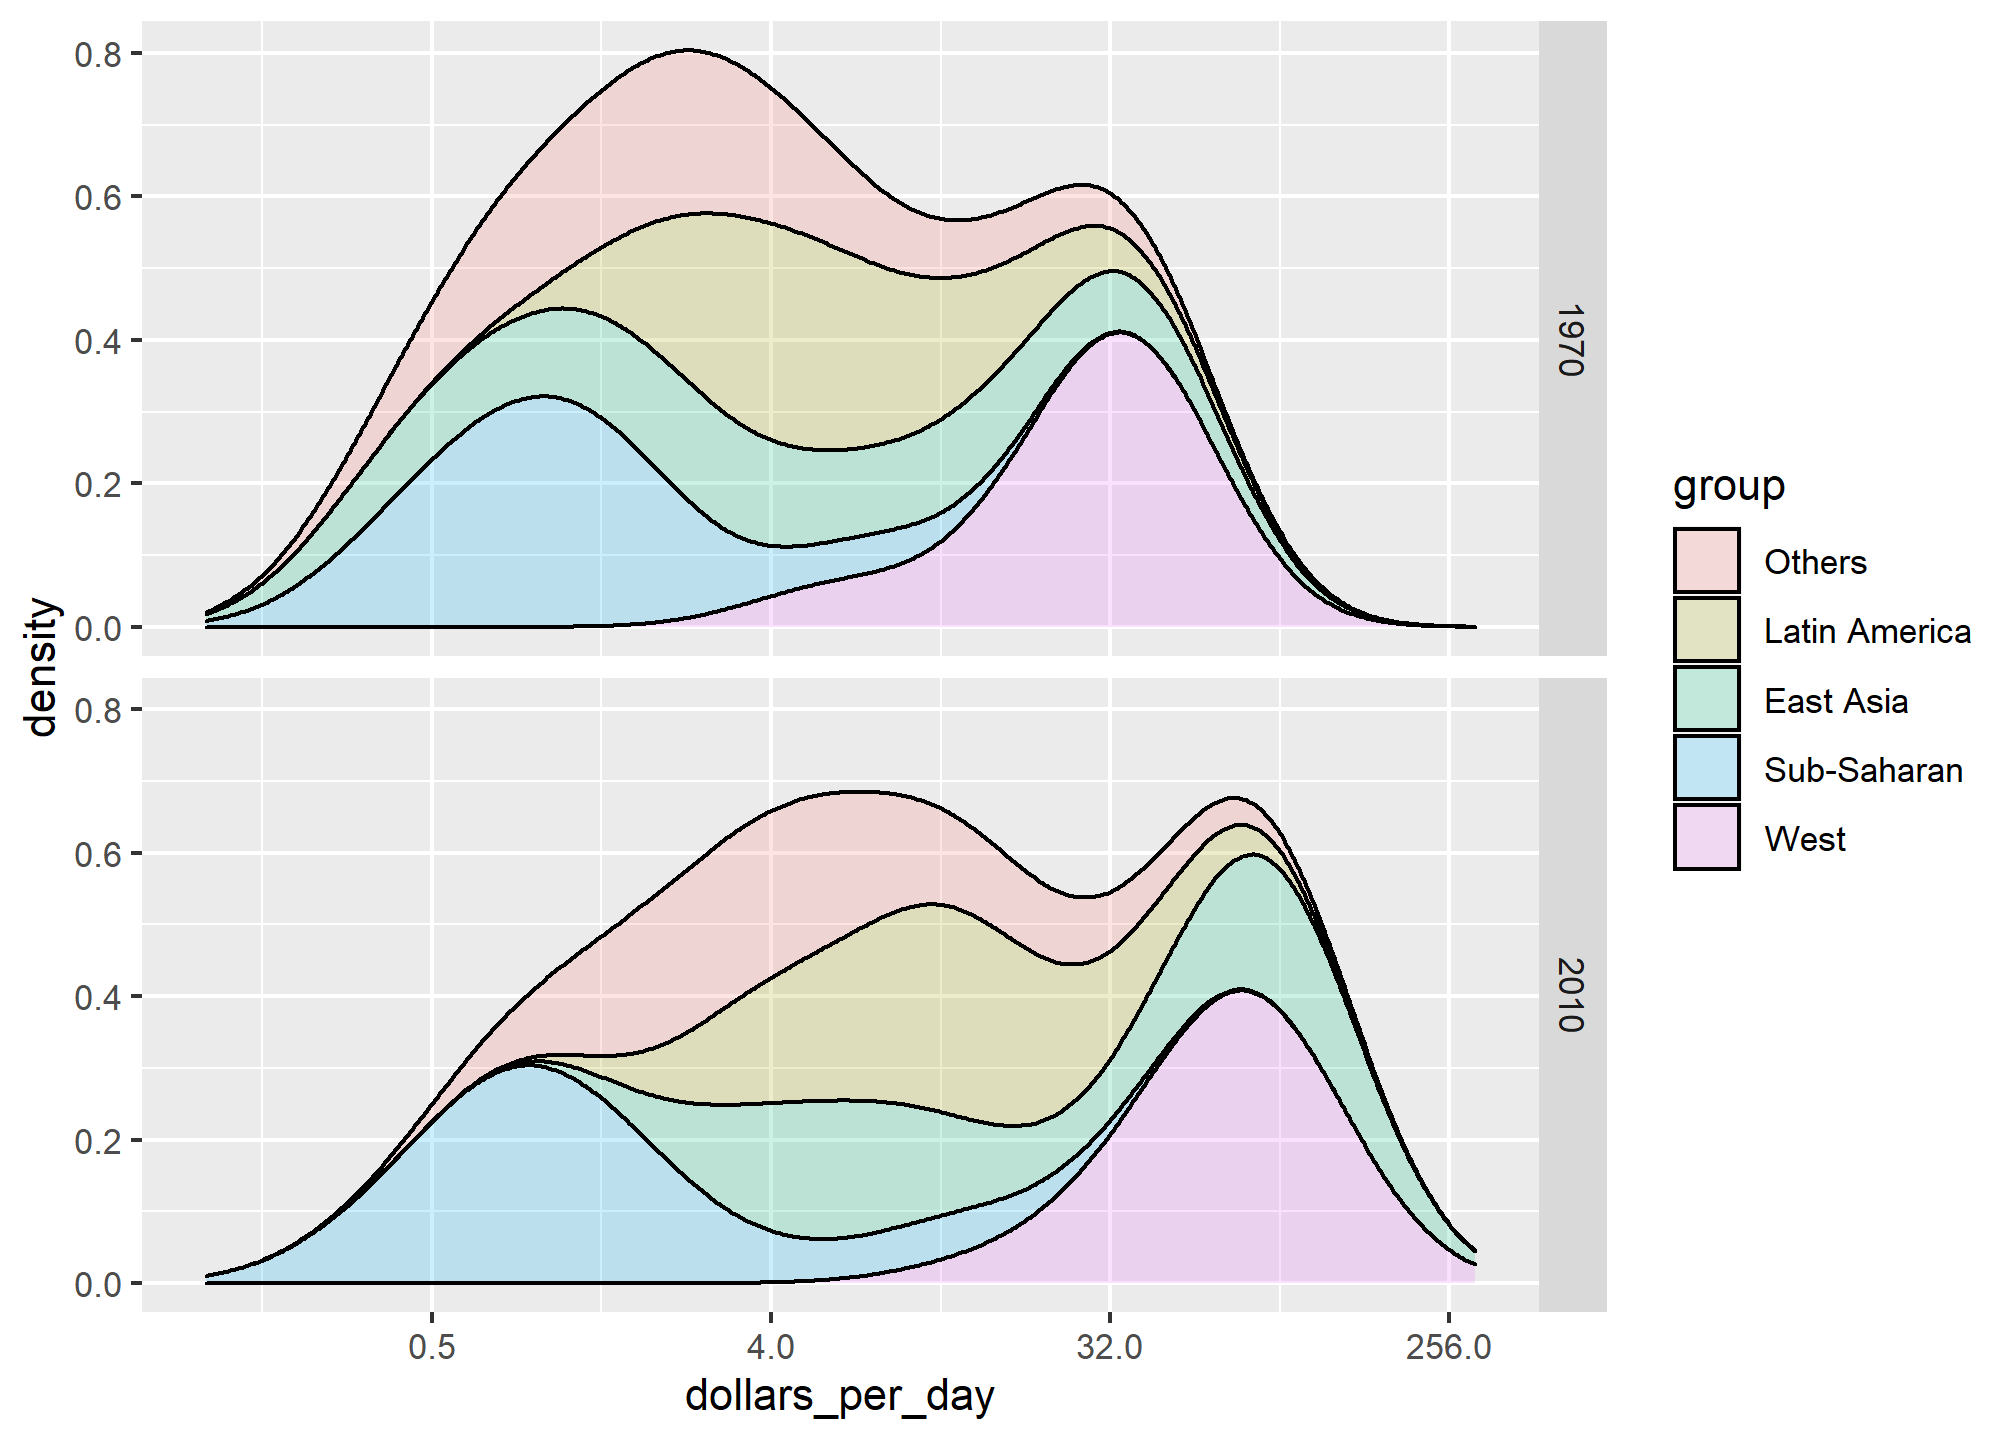 0.8
0.6
0.4
0.2
0.0
1970
0.8
0.6
0.4
0.2
0.0
2010
0.5 4.0 32.0 256.0
dollars_per_day
density
group
Others
Latin America
East Asia
Sub-Saharan
West